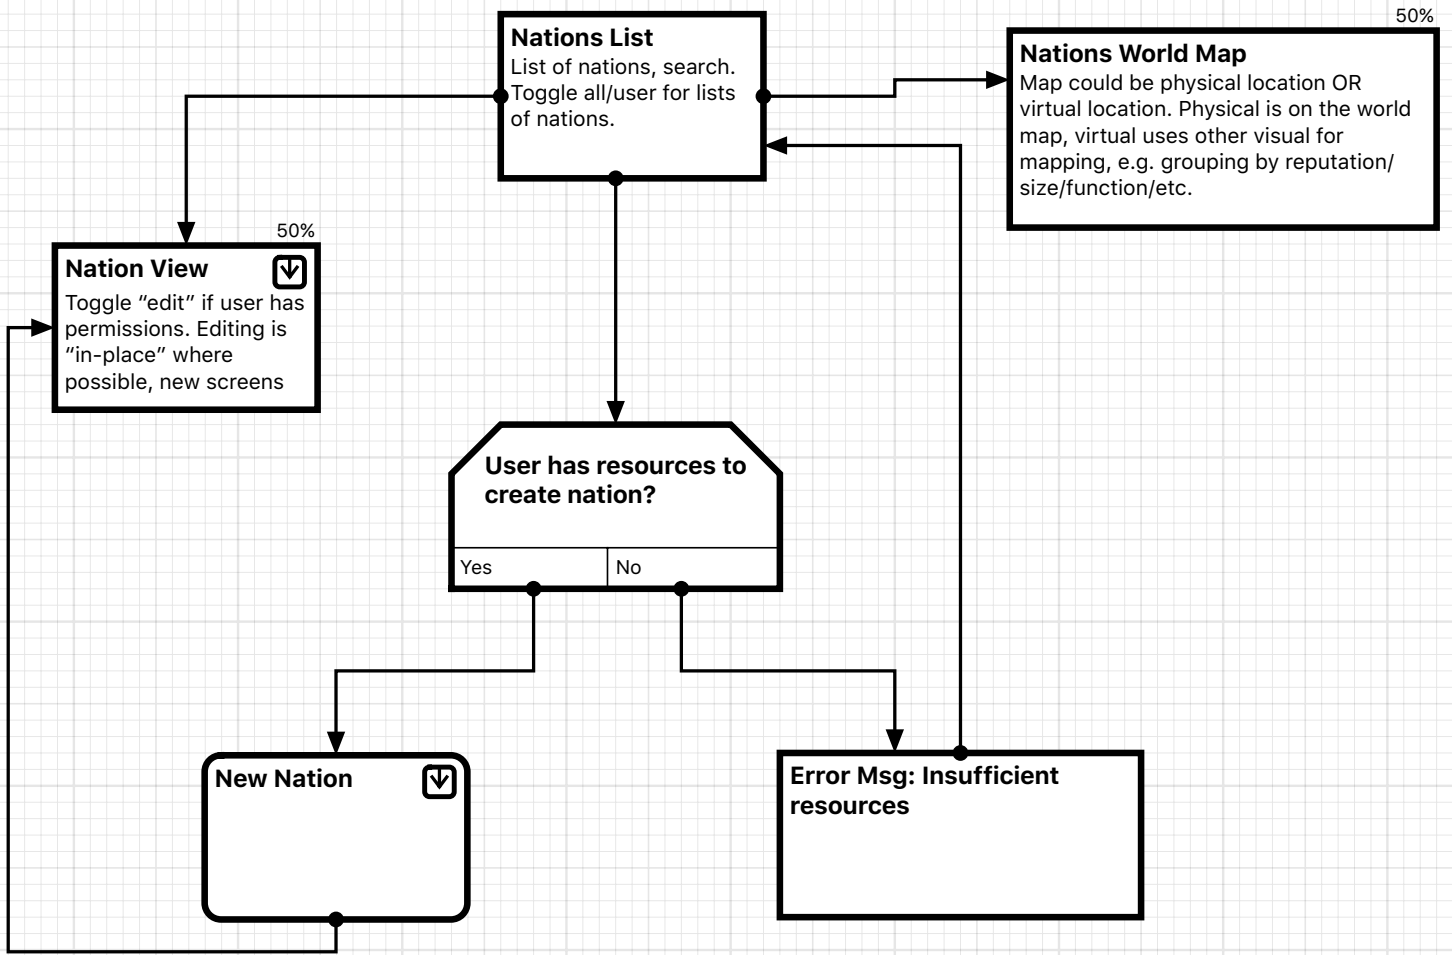 Nations List
List of nations, search.
Toggle all/user for lists
of nations.
50%
Nations World Map
Map could be physical location OR
virtual location. Physical is on the world
map, virtual uses other visual for
mapping, e.g. grouping by reputation/
size/function/etc.
50%
Nation View
Toggle “edit” if user has
permissions. Editing is
“in-place” where
possible, new screens
User has resources to
create nation?
Yes
No
New Nation
Error Msg: Insufficient
resources